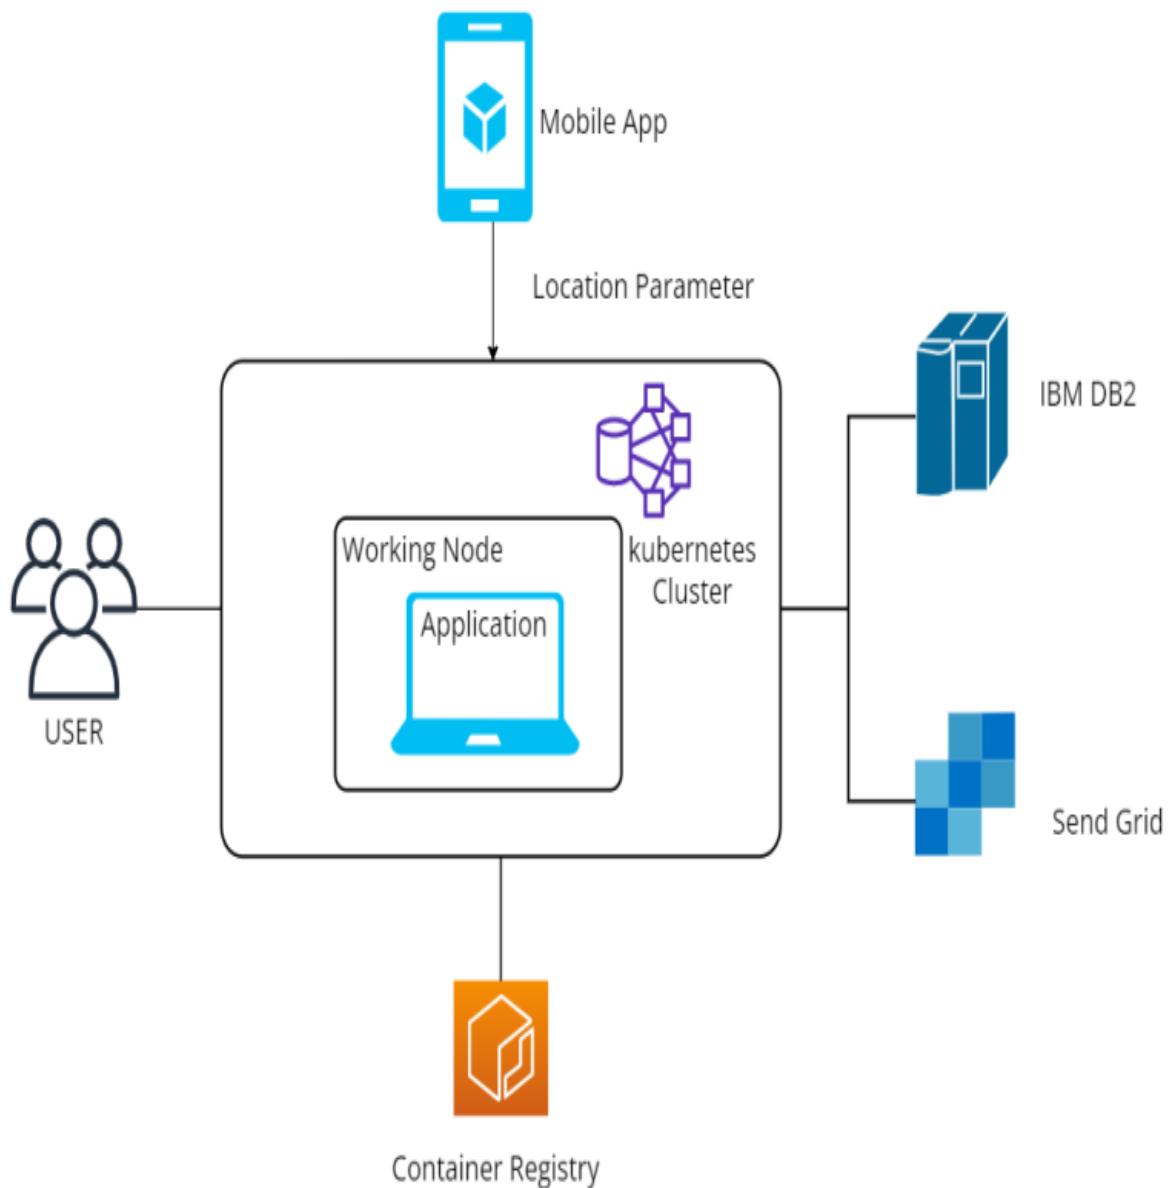 Mobile App
Location Parameter
IBM DB2
Working Node
kubernetes
Cluster
Application
USER
Send Grid
Container Registry